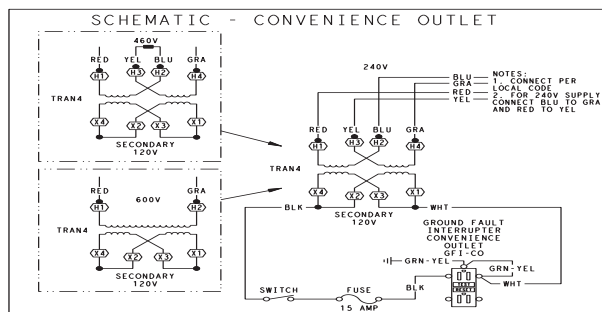 SCHEMATIC - CONVENIENCE OUTLET
460V
RED YEL BLU GRA
H1 H3 H2 H4
TRAN4
X4 X2 X3 X1
SECONDARY
120V
RED GRA
600V
H1 H2
TRAN4
X4 X2 X3 X1
SECONDARY
120V
240V
BLU
GRA
RED
YEL
NOTES:
1. CONNECT PER
LOCAL CODE
2. FOR 240V SUPPLY
CONNECT BLU TO GRA
AND RED TO YEL
RED YEL BLU GRA
H1 H3 H2 H4
TRAN4
X4 X2 X3 X1
BLK WHT
SECONDARY
120V
GROUND FAULT
INTERRUPTER
CONVENIENCE
OUTLET
GFI-CO
GRN-YEL
GRN-YEL
TEST
RESET
WHT
BLK
SWITCH FUSE
15 AMP